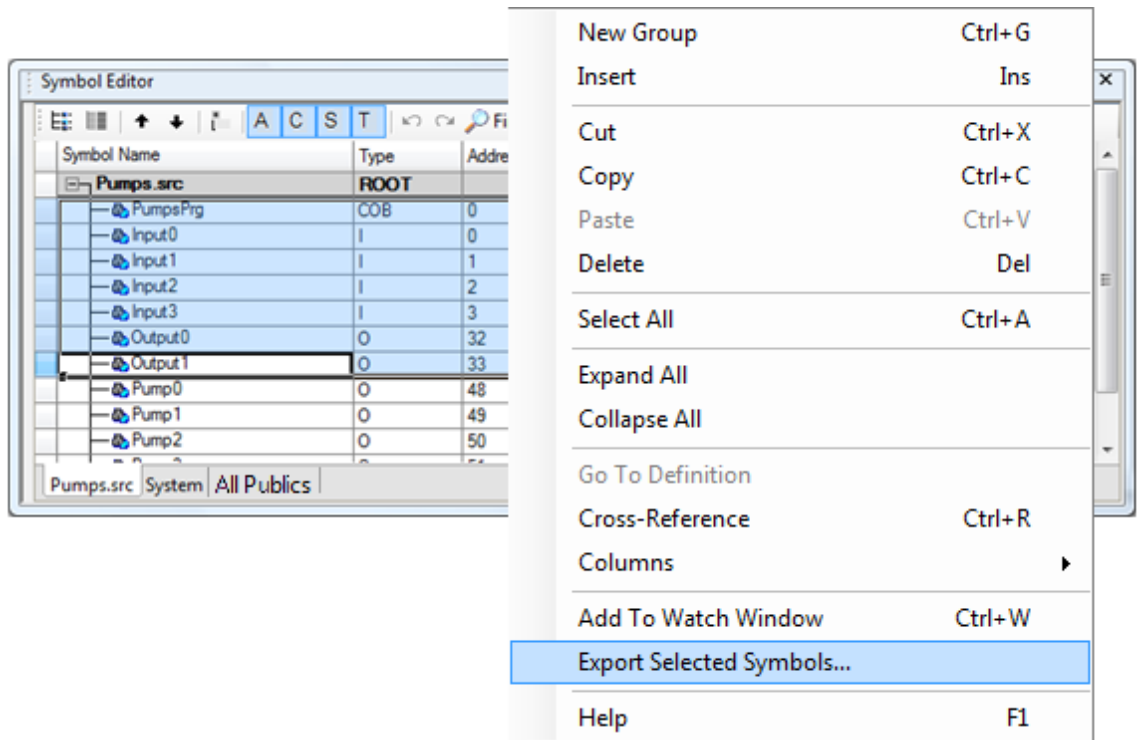 Symbol Editor
A C S T Fi
Symbol Name Type Addre
Pumps.src ROOT
PumpsPrg COB 0
Input0 I 0
Input1 I 1
Input2 I 2
Input3 I 3
Output0 O 32
Output1 O 33
Pump0 O 48
Pump1 O 49
Pump2 O 50
Pumps.src System All Publics
New Group Ctrl+G
Insert Ins
Cut Ctrl+X
Copy Ctrl+C
Paste Ctrl+V
Delete Del
Select All Ctrl+A
Expand All
Collapse All
Go To Definition
Cross-Reference Ctrl+R
Columns
Add To Watch Window Ctrl+W
Export Selected Symbols...
Help F1